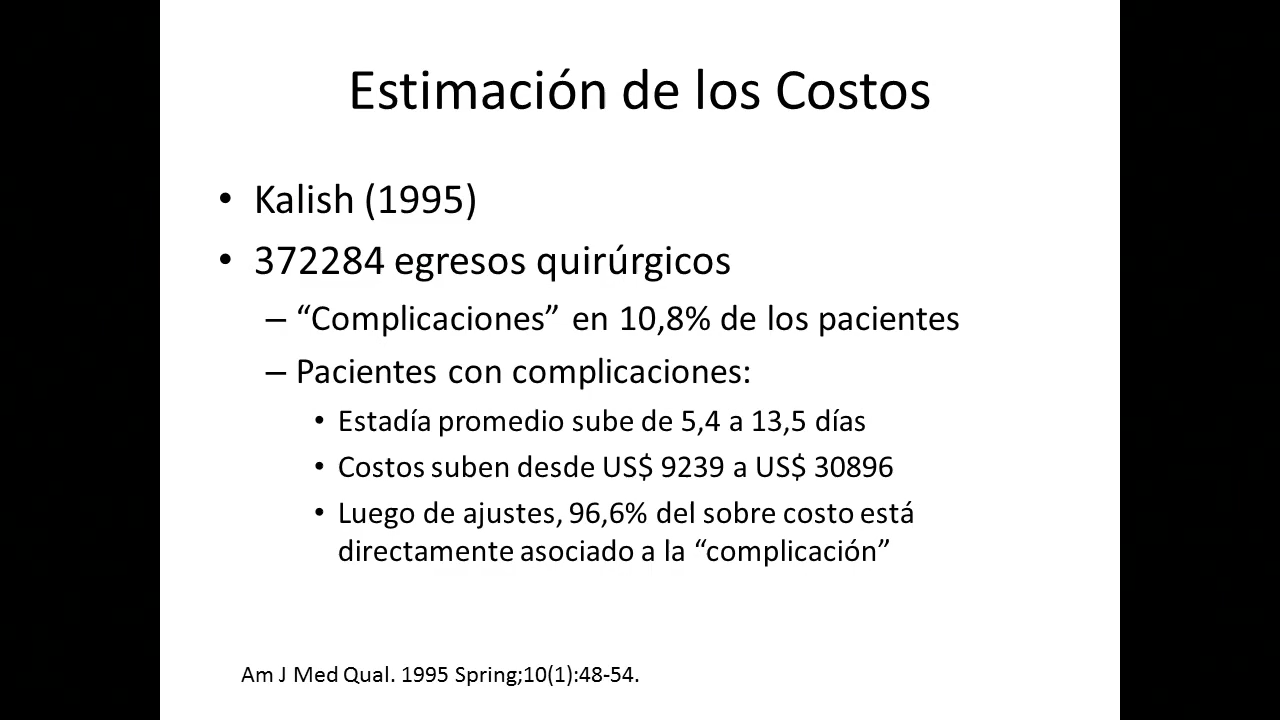 Estimación de los Costos
• Kalish (1995)
• 372284 egresos quirúrgicos
– “Complicaciones” en 10,8% de los pacientes
– Pacientes con complicaciones:
• Estadía promedio sube de 5,4 a 13,5 días
• Costos suben desde US$ 9239 a US$ 30896
• Luego de ajustes, 96,6% del sobre costo está
directamente asociado a la “complicación”
Am J Med Qual. 1995 Spring;10(1):48-54.